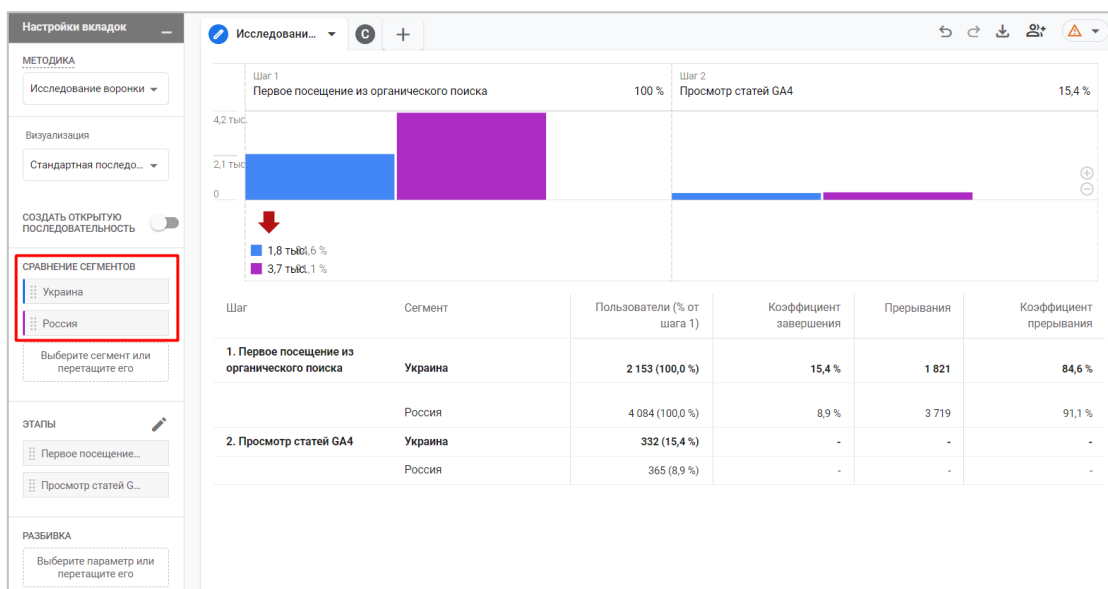 Настройки вкладок
МЕТОДИКА
Исследование воронки
Визуализация
Стандартная последо...
СОЗДАТЬ ОТКРЫТУЮ
ПОСЛЕДОВАТЕЛЬНОСТЬ
СРАВНЕНИЕ СЕГМЕНТОВ
Украина
Россия
Выберите сегмент или
перетащите его
ЭТАПЫ
Первое посещение...
Просмотр статей G...
РАЗБИВКА
Выберите параметр или
перетащите его
Исследовани... C
Шаг 1 Шаг 2
Первое посещение из органического поиска 100 % Просмотр статей GA4 15,4 %
4,2 тыс.
2,1 тыс
0
1,8 тыс. 84,6 %
3,7 тыс. 91,1 %
Шаг Сегмент Пользователи (% от Коэффициент Прерывания Коэффициент
шага 1) завершения прерывания
1. Первое посещение из
органического поиска Украина 2 153 (100,0 %) 15,4 % 1 821 84,6 %
Россия 4 084 (100,0 %) 8,9 % 3 719 91,1 %
2. Просмотр статей GA4 Украина 332 (15,4 %) - - -
Россия 365 (8,9 %) - - -